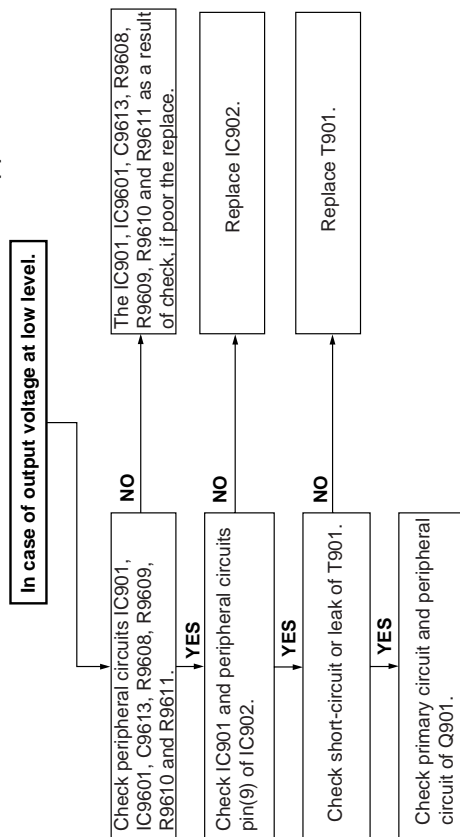 In case of output voltage at low level.
Check peripheral circuits IC901,
IC9601, C9613, R9608, R9609,
R9610 and R9611.
NO
The IC901, IC9601, C9613, R9608,
R9609, R9610 and R9611 as a result
of check, if poor the replace.
YES
Check IC901 and peripheral circuits
pin(9) of IC902.
NO
Replace IC902.
YES
Check short-circuit or leak of T901.
NO
Replace T901.
YES
Check primary circuit and peripheral
circuit of Q901.